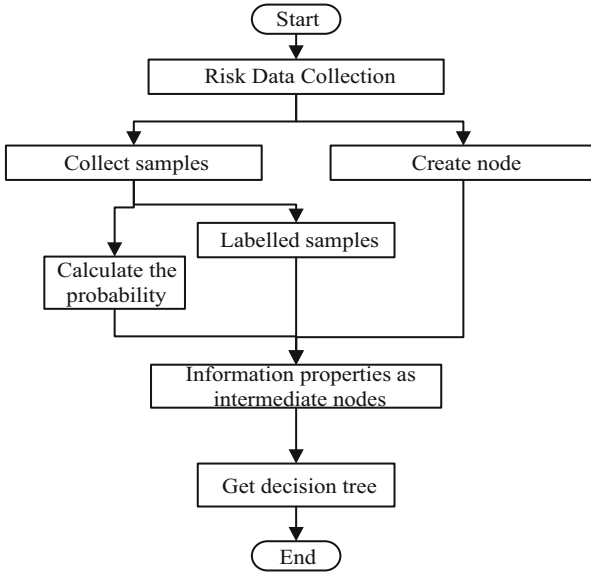 Start
Risk Data Collection
Collect samples
Create node
Labelled samples
Calculate the
probability
Information properties as
intermediate nodes
Get decision tree
End